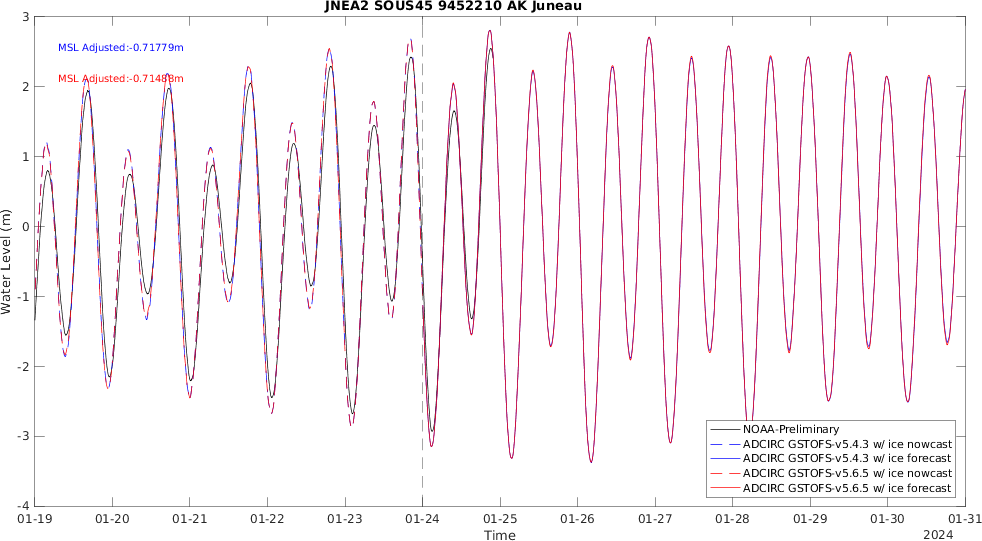 JNEA2 SOUS45 9452210 AK Juneau
3
MSL Adjusted:-0.71779m
MSL Adjusted:-0.71483m
2
1
0
-1
-2
-3
-4
Water Level (m)
NOAA-Preliminary
ADCIRC GSTOFS-v5.4.3 w/ ice nowcast
ADCIRC GSTOFS-v5.4.3 w/ ice forecast
ADCIRC GSTOFS-v5.6.5 w/ ice nowcast
ADCIRC GSTOFS-v5.6.5 w/ ice forecast
01-19 01-20 01-21 01-22 01-23 01-24 01-25 01-26 01-27 01-28 01-29 01-30 01-31
Time
2024